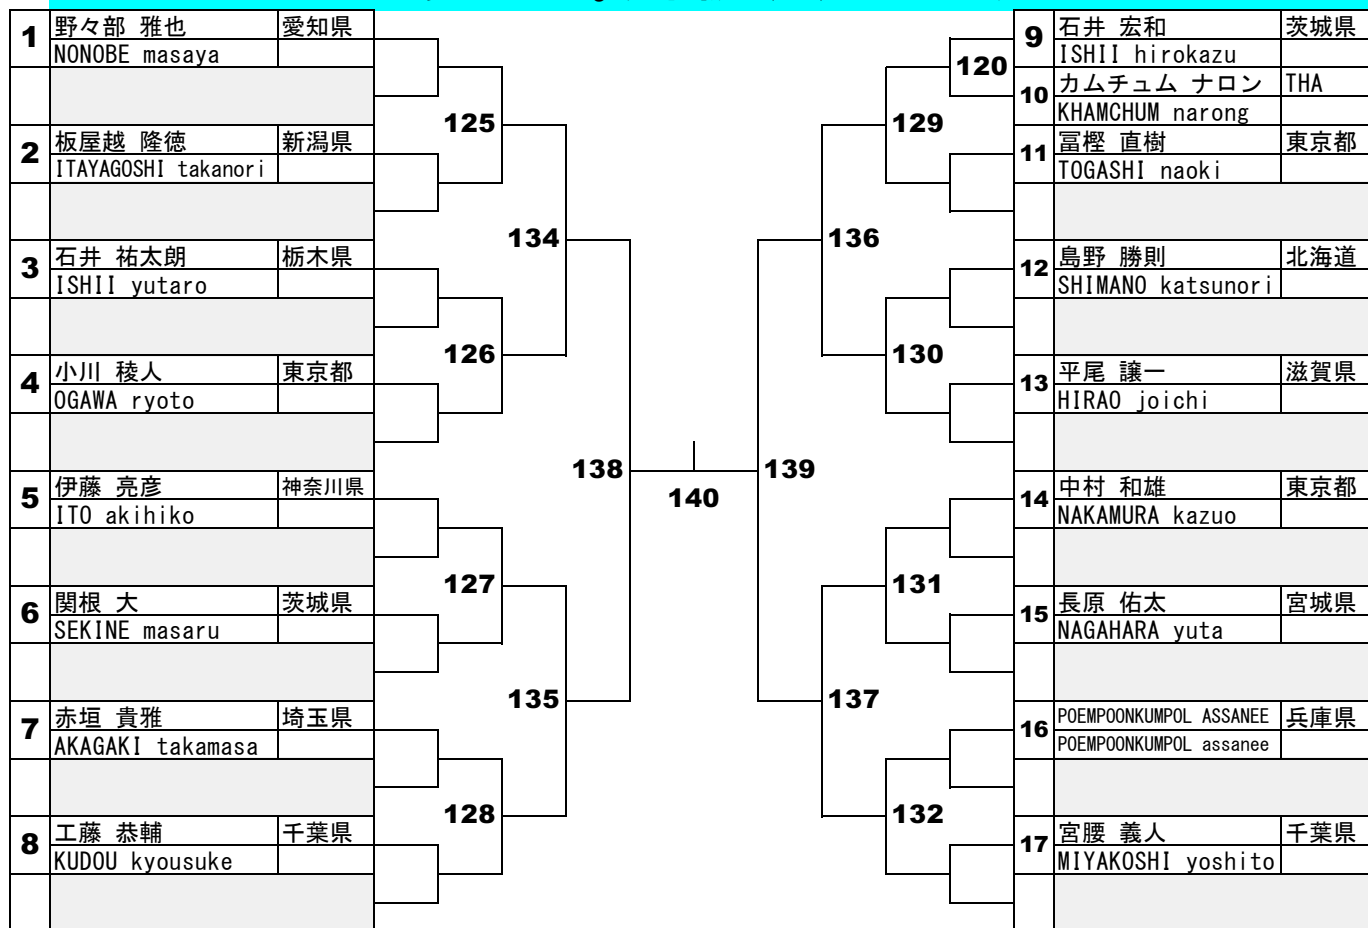 1 野々部 雅也 愛知県
NONOBE masaya
125
2 板屋越 隆徳 新潟県
ITAYAGOSHI takanori
134
3 石井 祐太朗 栃木県
ISHII yutaro
126
4 小川 稜人 東京都
OGAWA ryoto
138
5 伊藤 亮彦 神奈川県
ITO akihiko
127
6 関根 大 茨城県
SEKINE masaru
135
7 赤垣 貴雅 埼玉県
AKAGAKI takamasa
128
8 工藤 恭輔 千葉県
KUDOU kyousuke
140
9 石井 宏和 茨城県
ISHII hirokazu
120
10 カムチュム ナロン THA
KHAMCHUM narong
129
11 冨樫 直樹 東京都
TOGASHI naoki
136
12 島野 勝則 北海道
SHIMANO katsunori
130
13 平尾 譲一 滋賀県
HIRAO joichi
139
14 中村 和雄 東京都
NAKAMURA kazuo
131
15 長原 佑太 宮城県
NAGAHARA yuta
137
16 POEMPOONKUMPOL ASSANEE 兵庫県
POEMPOONKUMPOL assanee
132
17 宮腰 義人 千葉県
MIYAKOSHI yoshito